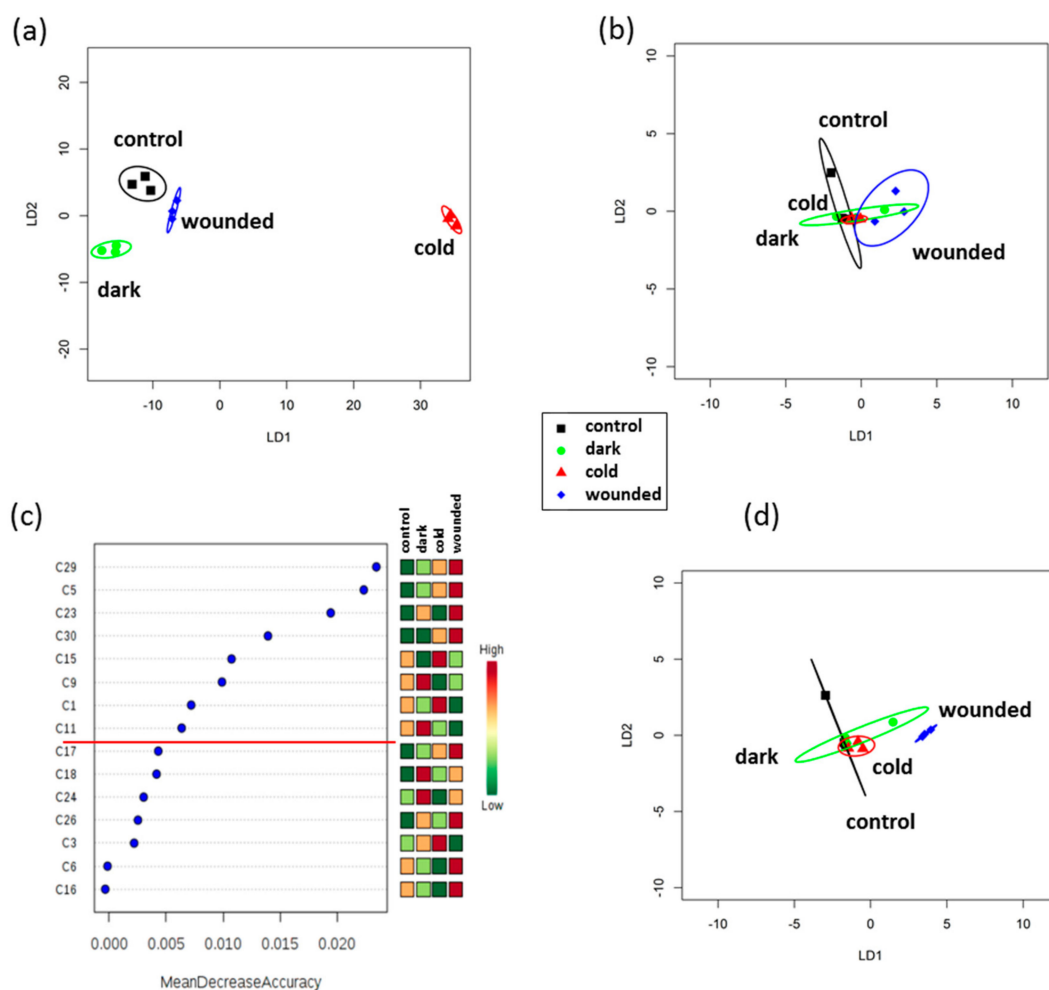 (a)
20
10
0
-10
-20
LD2
control
wounded
cold
dark
-10 0 10 20 30
LD1
(b)
10
5
0
-5
-10
LD2
control
cold
dark
wounded
-10 -5 0 5 10
LD1
control
dark
cold
wounded
(c)
control dark cold wounded
C29
C5
C23
C30
C15
C9
C1
C11
C17
C18
C24
C26
C3
C6
C16
High
Low
0.000 0.005 0.010 0.015 0.020
MeanDecreaseAccuracy
(d)
10
5
0
-5
-10
LD2
wounded
dark
cold
control
-10 -5 0 5 10
LD1